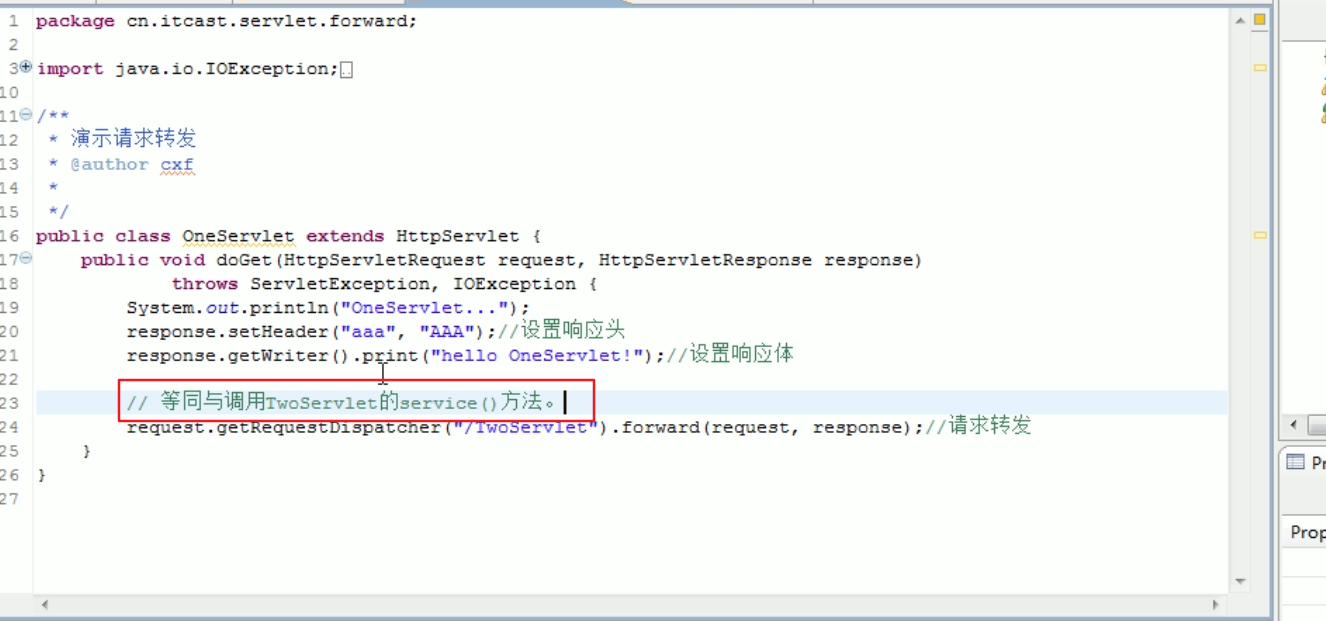 1 package cn.itcast.servlet.forward;
2
3 import java.io.IOException;
10
11 /**
12 * 演示请求转发
13 * @author cxf
14 *
15 */
16 public class OneServlet extends HttpServlet {
17 public void doGet(HttpServletRequest request, HttpServletResponse response)
18 throws ServletException, IOException {
19 System.out.println("OneServlet...");
20 response.setHeader("aaa", "AAA");//设置响应头
21 response.getWriter().print("hello OneServlet!");//设置响应体
22
23 // 等同与调用TwoServlet的service()方法。
24 request.getRequestDispatcher("/TwoServlet").forward(request, response);//请求转发
25 }
26 }
27